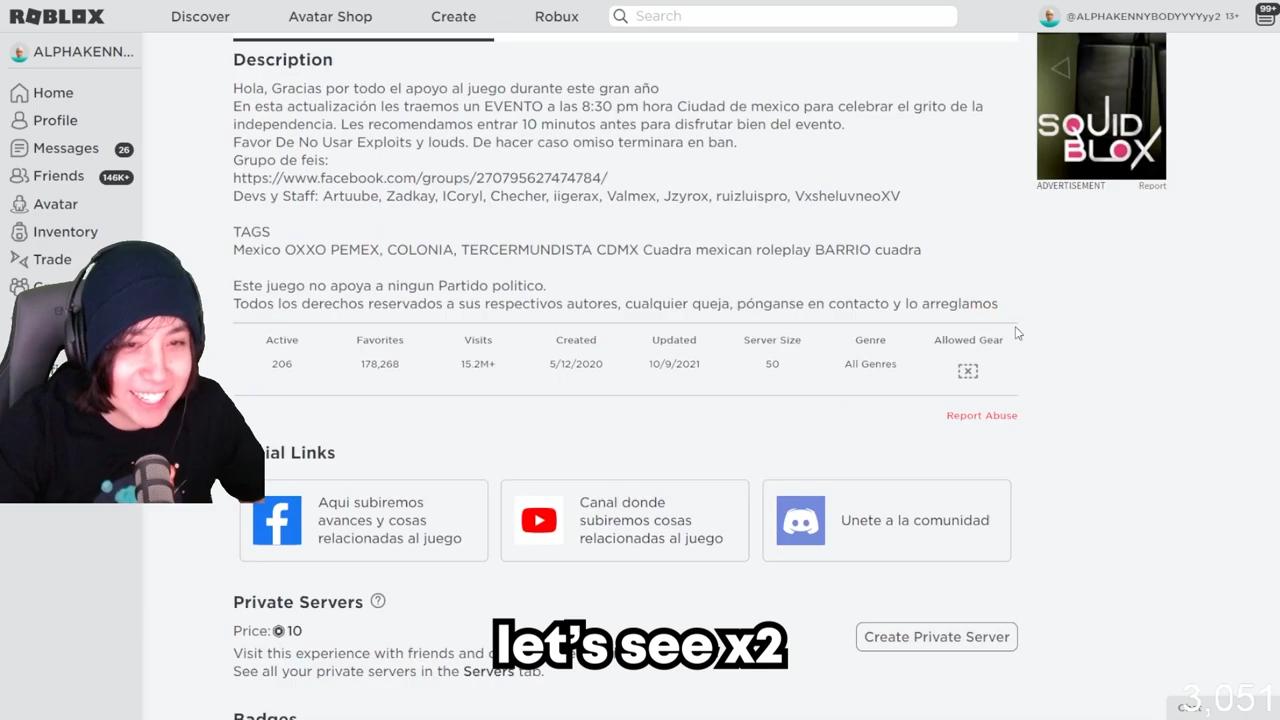 ROBLOX
Discover
Avatar Shop
Create
Robux
Search
@ALPHAKENNYBODYYYYyy2 13+
99+
ALPHAKENN...
Home
Profile
Messages 26
Friends 146K+
Avatar
Inventory
Trade
Description
Hola, Gracias por todo el apoyo al juego durante este gran año
En esta actualización les traemos un EVENTO a las 8:30 pm hora Ciudad de mexico para celebrar el grito de la
independencia. Les recomendamos entrar 10 minutos antes para disfrutar bien del evento.
Favor De No Usar Exploits y louds. De hacer caso omiso terminara en ban.
Grupo de feis:
https://www.facebook.com/groups/270795627474784/
Devs y Staff: Artuube, Zadkay, ICoryl, Checher, iigerax, Valmex, Jzyrox, ruizluispro, VxsheluvneoXV
TAGS
Mexico OXXO PEMEX, COLONIA, TERCERMUNDISTA CDMX Cuadra mexican roleplay BARRIO cuadra
Este juego no apoya a ningun Partido politico.
Todos los derechos reservados a sus respectivos autores, cualquier queja, pónganse en contacto y lo arreglamos
Active Favorites Visits Created Updated Server Size Genre Allowed Gear
206 178,268 15.2M+ 5/12/2020 10/9/2021 50 All Genres
Report Abuse
SQUID
BLOX
ADVERTISEMENT Report
ial Links
Aqui subiremos
avances y cosas
relacionadas al juego
Canal donde
subiremos cosas
relacionadas al juego
Unete a la comunidad
Private Servers
Price: 10
Create Private Server
Visit this experience with friends and
See all your private servers in the Servers tab.
let's see x2
Badges
3,051